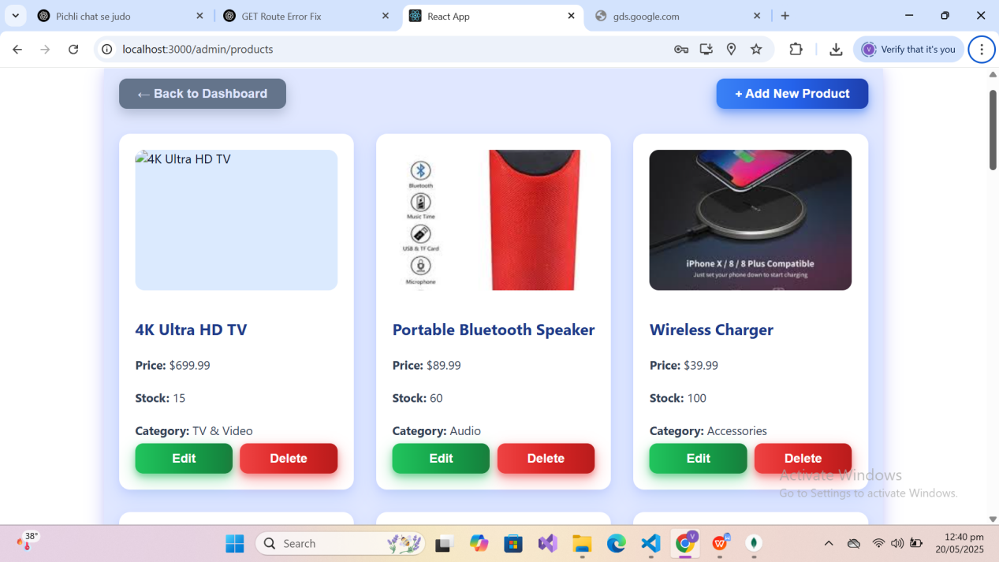 Pichli chat se judo
GET Route Error Fix
React App
gds.google.com
localhost:3000/admin/products
V
Verify that it's you
← Back to Dashboard
+ Add New Product
4K Ultra HD TV
Bluetooth
Music Time
USB & TF Card
Microphone
iPhone X / 8 / 8 Plus Compatible
Just set your phone down to start charging
4K Ultra HD TV
Portable Bluetooth Speaker
Wireless Charger
Price: $699.99
Price: $89.99
Price: $39.99
Stock: 15
Stock: 60
Stock: 100
Category: TV & Video
Category: Audio
Category: Accessories
Edit
Delete
Edit
Delete
Edit
Delete
Activate Windows
Go to Settings to activate Windows.
38°
Search
V
12:40 pm
20/05/2025